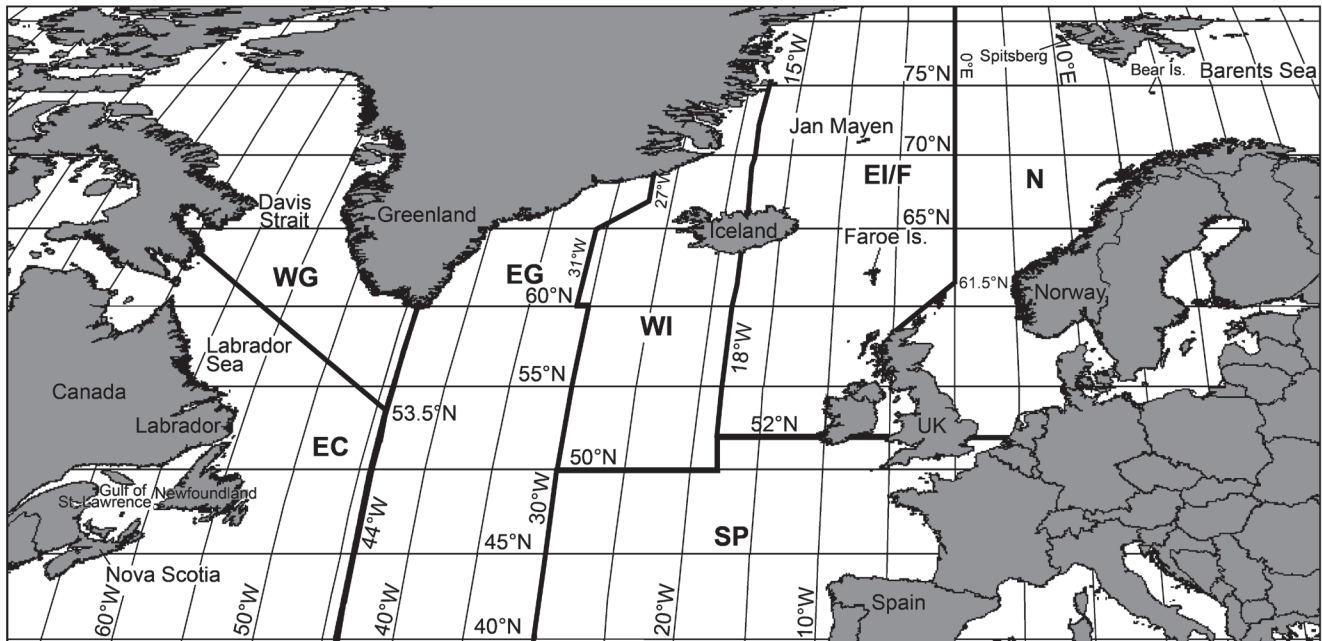 15°W
0°E
Spitsberg
10°E
Bear Is.
Barents Sea
75°N
Jan Mayen
70°N
EI/F
N
27°W
Davis
Strait
Greenland
65°N
Iceland
Faroe Is.
WG
EG
31°W
60°N
61.5°N
Norway
WI
Labrador
Sea
18°W
55°N
Canada
53.5°N
Labrador
52°N
UK
EC
50°N
Gulf of
St. Lawrence
Newfoundland
30°W
44°W
SP
45°N
Nova Scotia
60°W
50°W
40°W
40°N
20°W
10°W
Spain